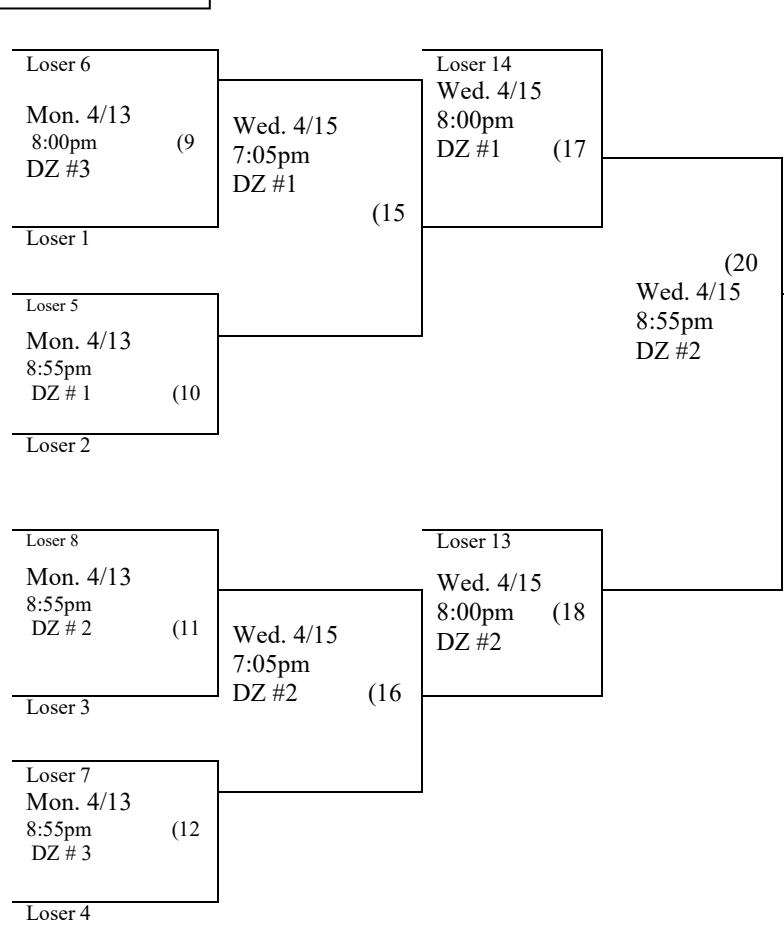 Loser 6
Mon. 4/13
8:00pm (9
DZ #3
Loser 1
Loser 5
Mon. 4/13
8:55pm
DZ # 1 (10
Loser 2
Loser 8
Mon. 4/13
8:55pm
DZ # 2 (11
Loser 3
Loser 7
Mon. 4/13
8:55pm (12
DZ # 3
Loser 4
Wed. 4/15
7:05pm
DZ #1
(15
Wed. 4/15
7:05pm
DZ #2 (16
Loser 14
Wed. 4/15
8:00pm
DZ #1 (17
Loser 13
Wed. 4/15
8:00pm (18
DZ #2
(20
Wed. 4/15
8:55pm
DZ #2